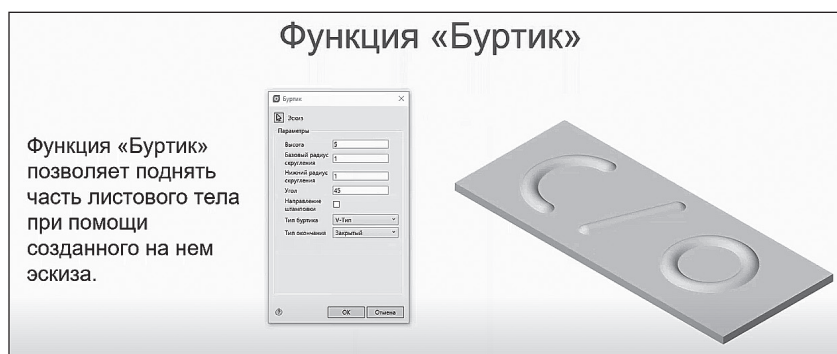 Функция «Буртик»
Функция «Буртик»
позволяет поднять
часть листового тела
при помощи
созданного на нем
эскиза.
Буртик
Эскиз
Параметры
Высота 5
Базовый радиус
скругления 1
Нижний радиус
скругления 1
Угол 45
Направление
штамповки
Тип буртика V-Тип
Тип окончания Закрытый
OK Отмена